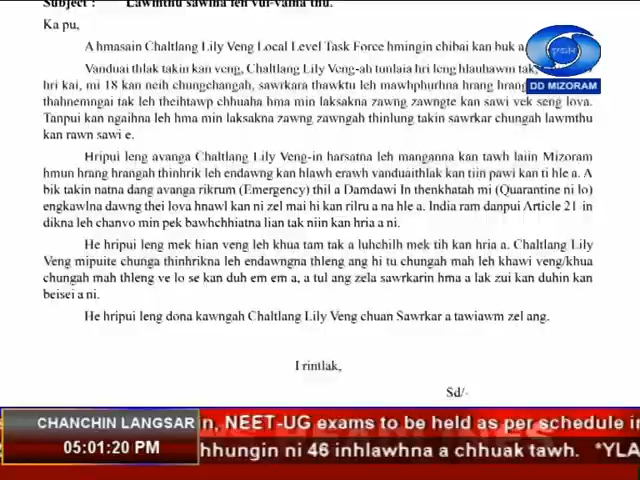 Subject : Lawmthu sawina leh vui-vaina thu.
Ka pu,
A hmasain Chaltlang Lily Veng Local Level Task Force hmingin chibai kan buk a
Vanduai thlak takin kan veng, Chaltlang Lily Veng-ah tunlaia hri leng hlauhawm tak,
hri kai, mi 18 kan neih chungchangah, sawrkara thawktu leh mawhphurhna hrang hrang
thahnemngai tak leh theihtawp chhuaha hma min laksakna zawng zawngte kan sawi vek seng lova.
Tanpui kan ngaihna leh hma min laksakna zawng zawngah thinlung takin sawrkar chungah lawmthu
kan rawn sawi e.
Hripui leng avanga Chaltlang Lily Veng-in harsatna leh manganna kan tawh laiin Mizoram
hmun hrang hrangah thinhrik leh endawng kan hlawh erawh vanduaithlak kan tiin pawi kan ti hle a. A
bik takin natna dang avanga rikrum (Emergency) thil a Damdawi In thenkhatah mi (Quarantine ni lo)
engkawlna dawng thei lova hnawl kan ni zel mai hi kan rilru a na hle a. India ram danpui Article 21 in
dikna leh chanvo min pek bawhchhiatna lian tak niin kan hria a ni.
He hripui leng mek hian veng leh khua tam tak a luhchilh mek tih kan hria a. Chaltlang Lily
Veng mipuite chunga thinhrikna leh endawngna thleng ang hi tu chungah mah leh khawi veng/khua
chungah mah thleng ve lo se kan duh em em a, a tul ang zela sawrkarin hma a lak zui kan duhin kan
beisei a ni.
He hripui leng dona kawngah Chaltlang Lily Veng chuan Sawrkar a tawiawm zel ang.
I rintlak,
Sd/-
DD MIZORAM
CHANCHIN LANGSAR
n, NEET-UG exams to be held as per schedule in
05:01:20 PM
hhungin ni 46 inhlawhna a chhuak tawh. *YLA